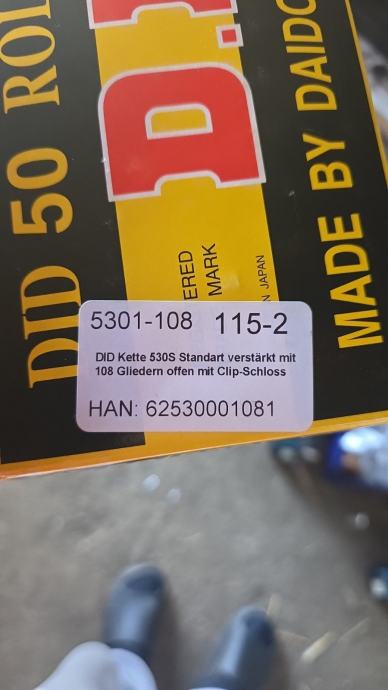 DID 50 ROL
D.
ERED
MARK
N JAPAN
MADE BY DAIDO
5301-108 115-2
DID Kette 530S Standart verstärkt mit
108 Gliedern offen mit Clip-Schloss
HAN: 62530001081